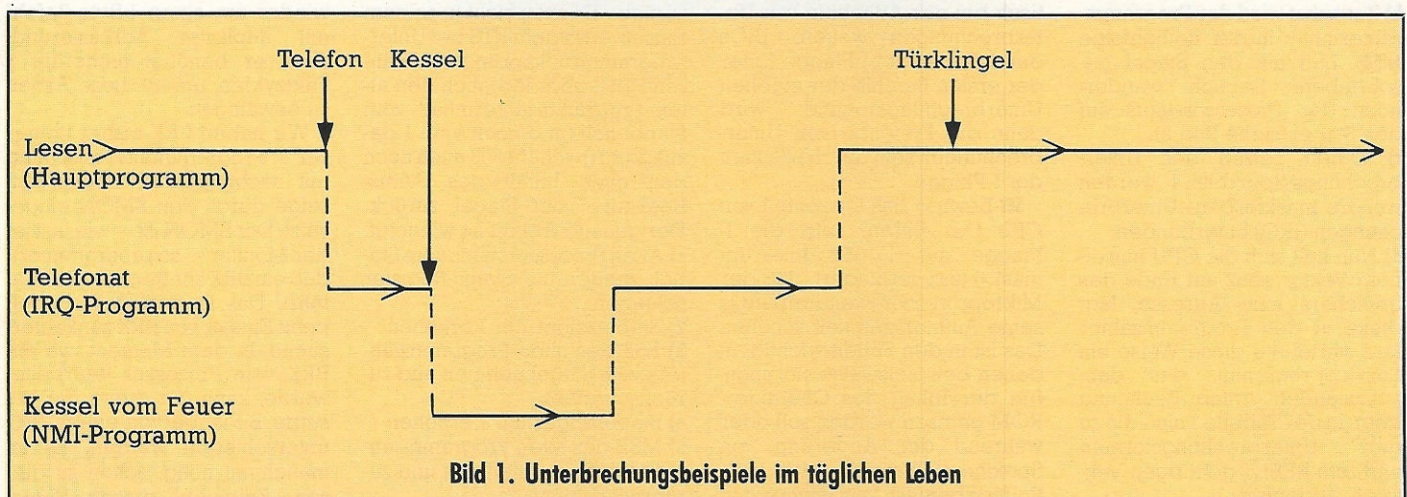 Telefon Kessel Türklingel
Lesen
(Hauptprogramm)
Telefonat
(IRQ-Programm)
Kessel vom Feuer
(NMI-Programm)
Bild 1. Unterbrechungsbeispiele im täglichen Leben